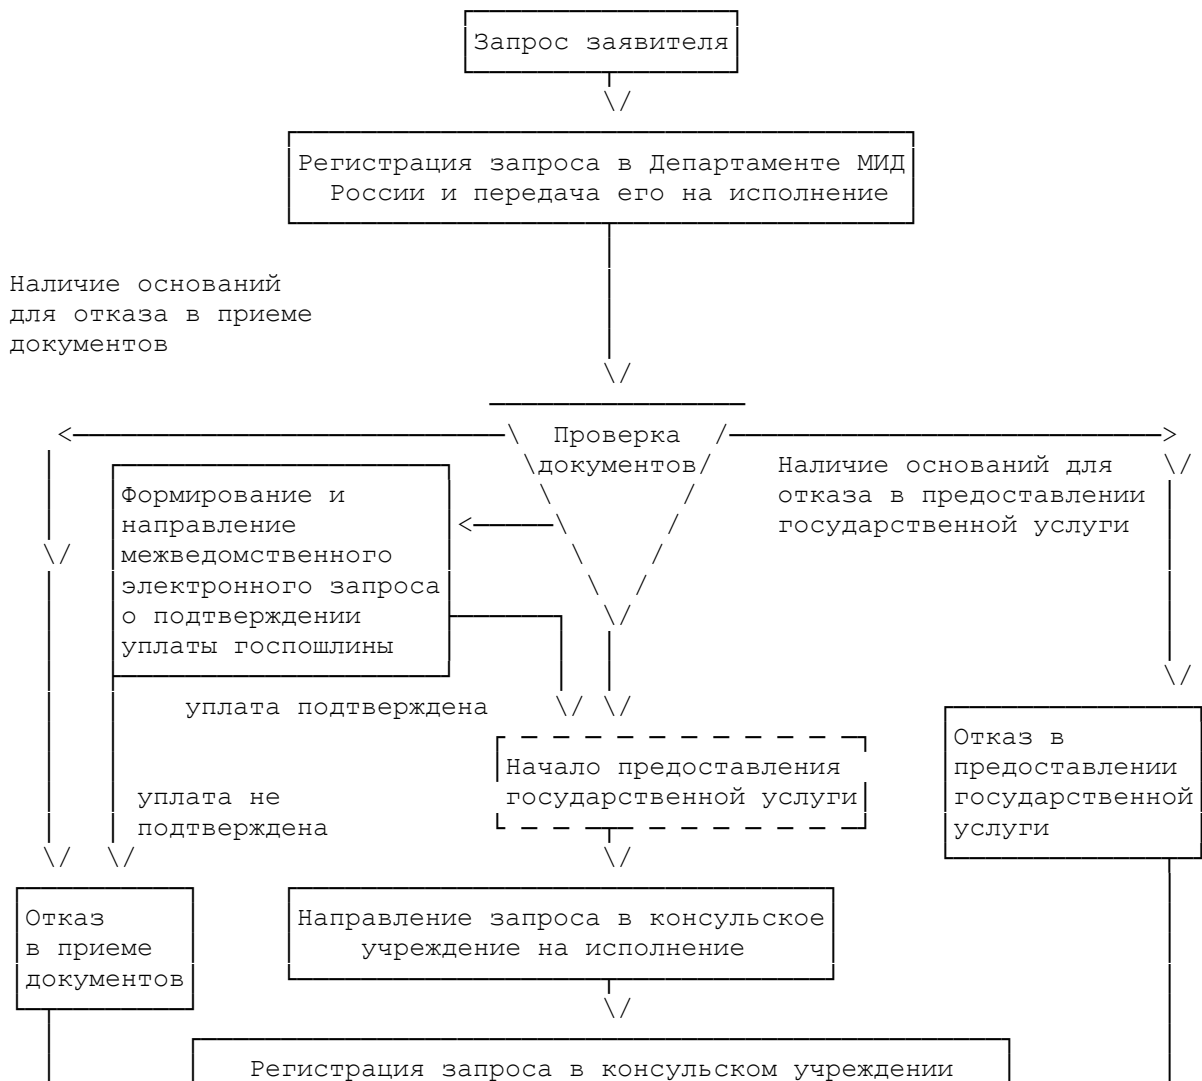 Запрос заявителя
Регистрация запроса в Департаменте МИД
России и передача его на исполнение
Наличие оснований
для отказа в приеме
документов
Проверка
документов
Наличие оснований для
отказа в предоставлении
государственной услуги
Формирование и
направление
межведомственного
электронного запроса
о подтверждении
уплаты госпошлины
уплата подтверждена
Начало предоставления
государственной услуги
Отказ в
предоставлении
государственной
услуги
уплата не
подтверждена
Отказ
в приеме
документов
Направление запроса в консульское
учреждение на исполнение
Регистрация запроса в консульском учреждении